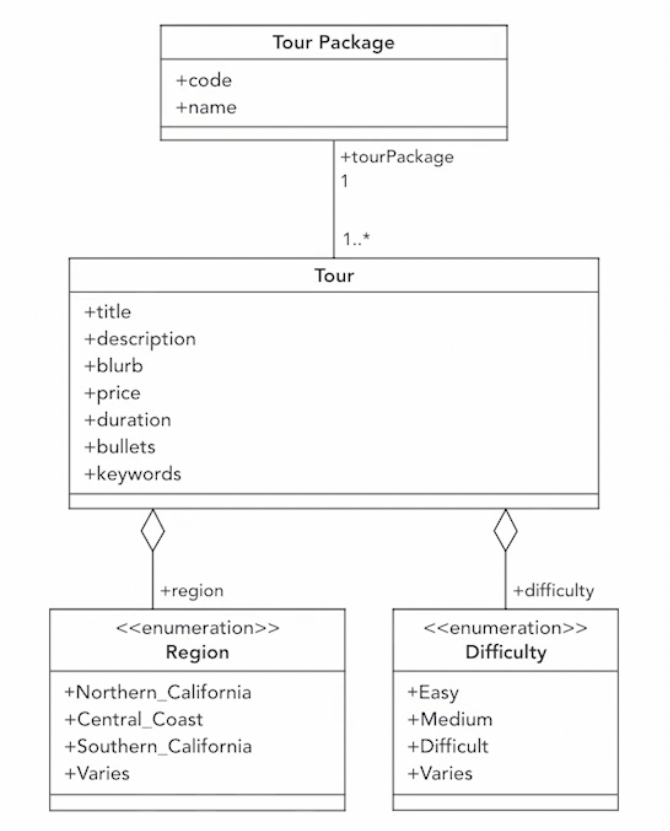 Tour Package
+code
+name
+tourPackage
1
1..*
Tour
+title
+description
+blurb
+price
+duration
+bullets
+keywords
+region
+difficulty
<<enumeration>>
Region
+Northern_California
+Central_Coast
+Southern_California
+Varies
<<enumeration>>
Difficulty
+Easy
+Medium
+Difficult
+Varies